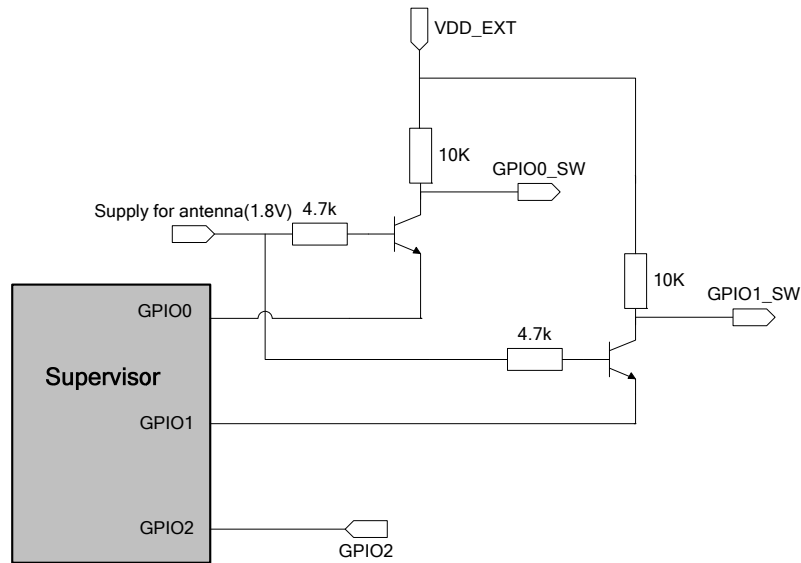 VDD_EXT
10K
GPIO0_SW
Supply for antenna(1.8V)
4.7k
10K
GPIO1_SW
GPIO0
4.7k
Supervisor
GPIO1
GPIO2
GPIO2